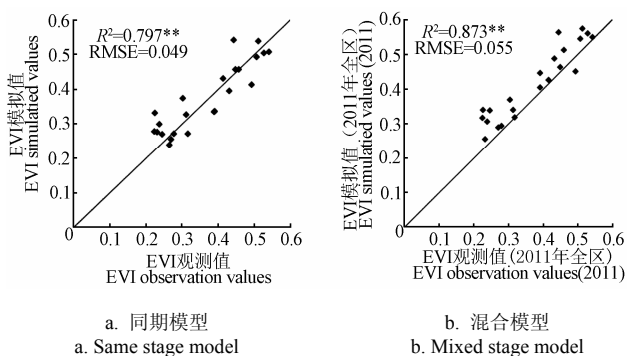 0.6
0.5
0.4
0.3
0.2
0.1
0
R²=0.797**
RMSE=0.049
EVI模拟值
EVI simulatied values
0.1 0.2 0.3 0.4 0.5 0.6
EVI观测值
EVI observation values
a. 同期模型
a. Same stage model
0.6
0.5
0.4
0.3
0.2
0.1
0
R²=0.873**
RMSE=0.055
EVI模拟值（2011年全区）
EVI simulatied values (2011)
0.1 0.2 0.3 0.4 0.5 0.6
EVI观测值(2011年全区)
EVI observation values(2011)
b. 混合模型
b. Mixed stage model